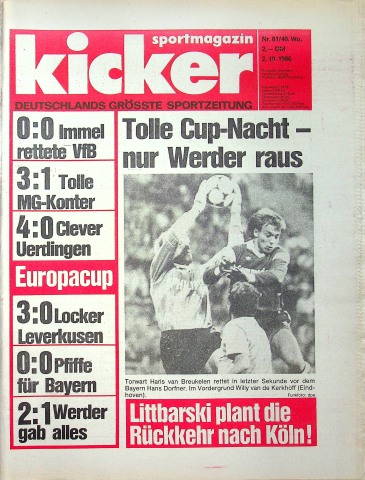 sportmagazin
kicker
DEUTSCHLANDS GRÖSSTE SPORTZEITUNG
Nr. 81/40. Wo.
2,– DM
2. 10. 1986
0:0 Immel
rettete VfB
3:1 Tolle
MG-Konter
4:0 Clever
Uerdingen
Europacup
3:0 Locker
Leverkusen
0:0 Pfiffe
für Bayern
2:1 Werder
gab alles
Tolle Cup-Nacht –
nur Werder raus
Torwart Hans van Breukelen rettet in letzter Sekunde vor dem
Bayern Hans Dorfner. Im Vordergrund Willy van de Kerkhoff (Eind-
hoven).
Funkfoto: dpa
Littbarski plant die
Rückkehr nach Köln!